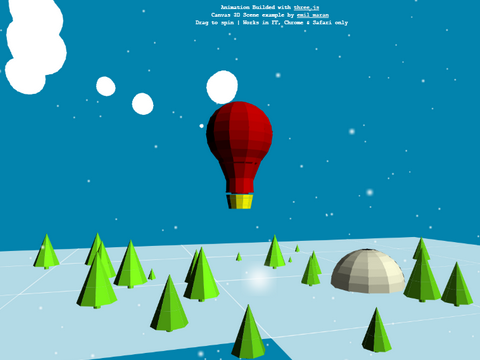 Animation Builded with three.js
Canvas 3D Scene example by emil maran
Drag to spin | Works in FF, Chrome & Safari only